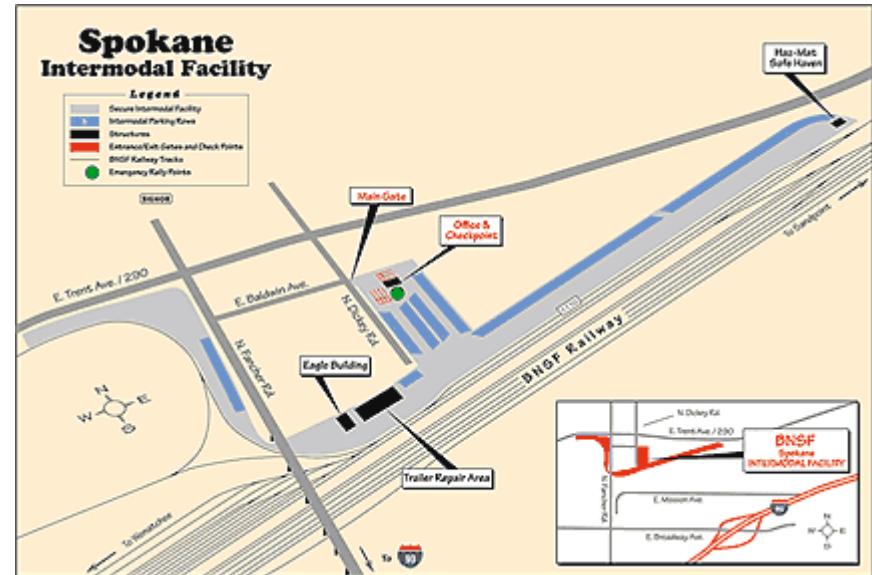 Spokane
Intermodal Facility
Legend
Secure Intermodal Facility
Intermodal Parking Rows
Structures
Entrance/Exit Gates and Check Points
BNSF Railway Tracks
Emergency Rally Points
Haz-Mat
Safe Haven
Main Gate
Office &
Checkpoint
To Sandpoint
E. Trent Ave. / 290
E. Baldwin Ave.
N. Dickey Rd.
N. Fancher Rd.
Eagle Building
BNSF Railway
N
W
E
S
Trailer Repair Area
To Wenatchee
To
90
N. Dickey Rd.
E. Trent Ave. / 290
BNSF
Spokane
INTERMODAL FACILITY
N. Fancher Rd.
E. Mission Ave.
90
E. Broadway Ave.
N
W
E
S